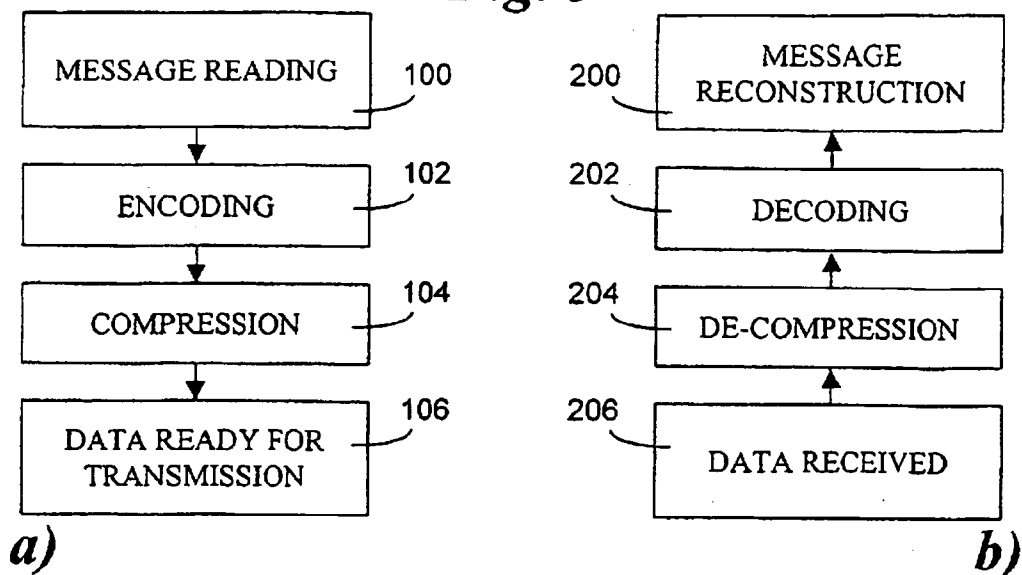 MESSAGE READING
100
ENCODING
102
COMPRESSION
104
DATA READY FOR
TRANSMISSION
106
a)
200
MESSAGE
RECONSTRUCTION
202
DECODING
204
DE-COMPRESSION
206
DATA RECEIVED
b)